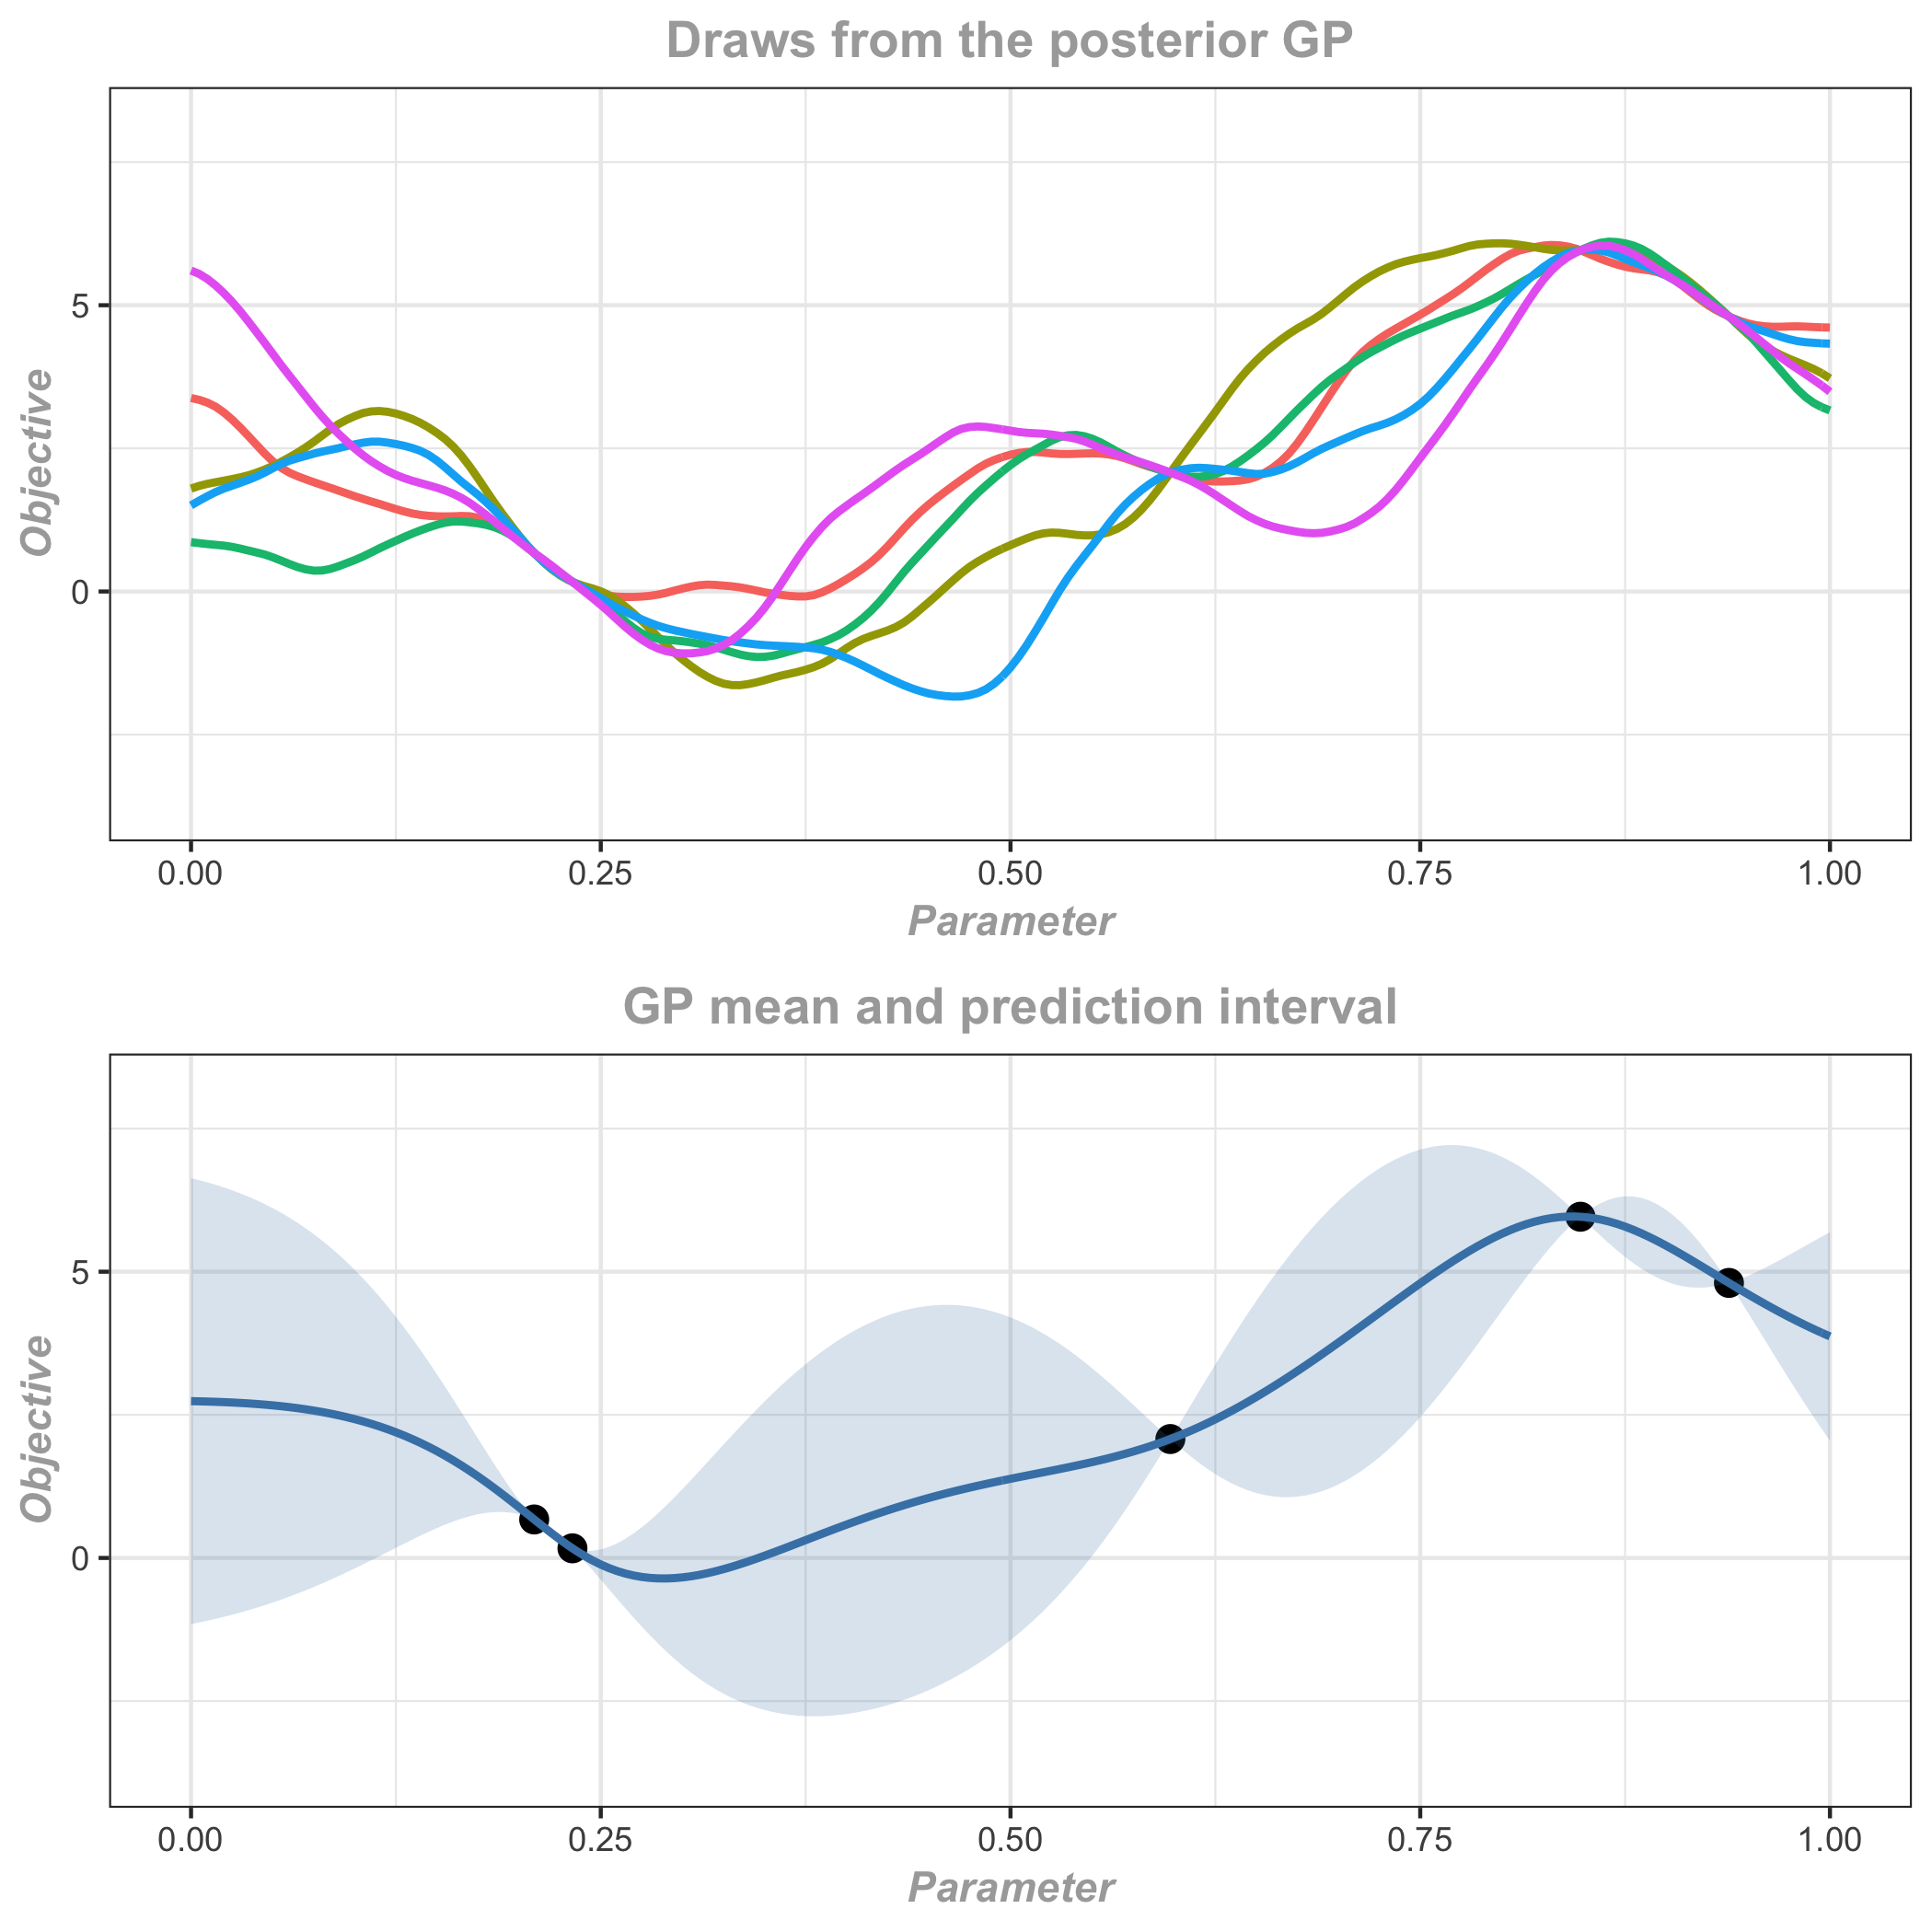 Draws from the posterior GP
Objective
5
0
0.00 0.25 0.50 0.75 1.00
Parameter
GP mean and prediction interval
Objective
5
0
0.00 0.25 0.50 0.75 1.00
Parameter